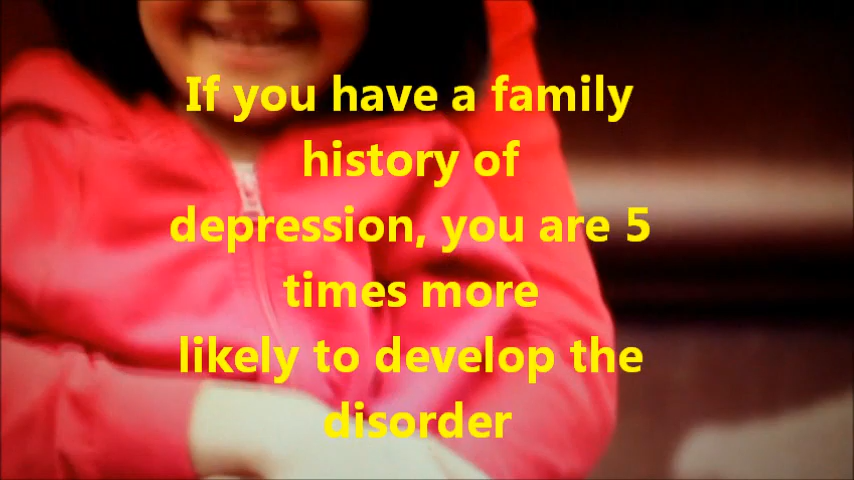 If you have a family
history of
depression, you are 5
times more
likely to develop the
disorder